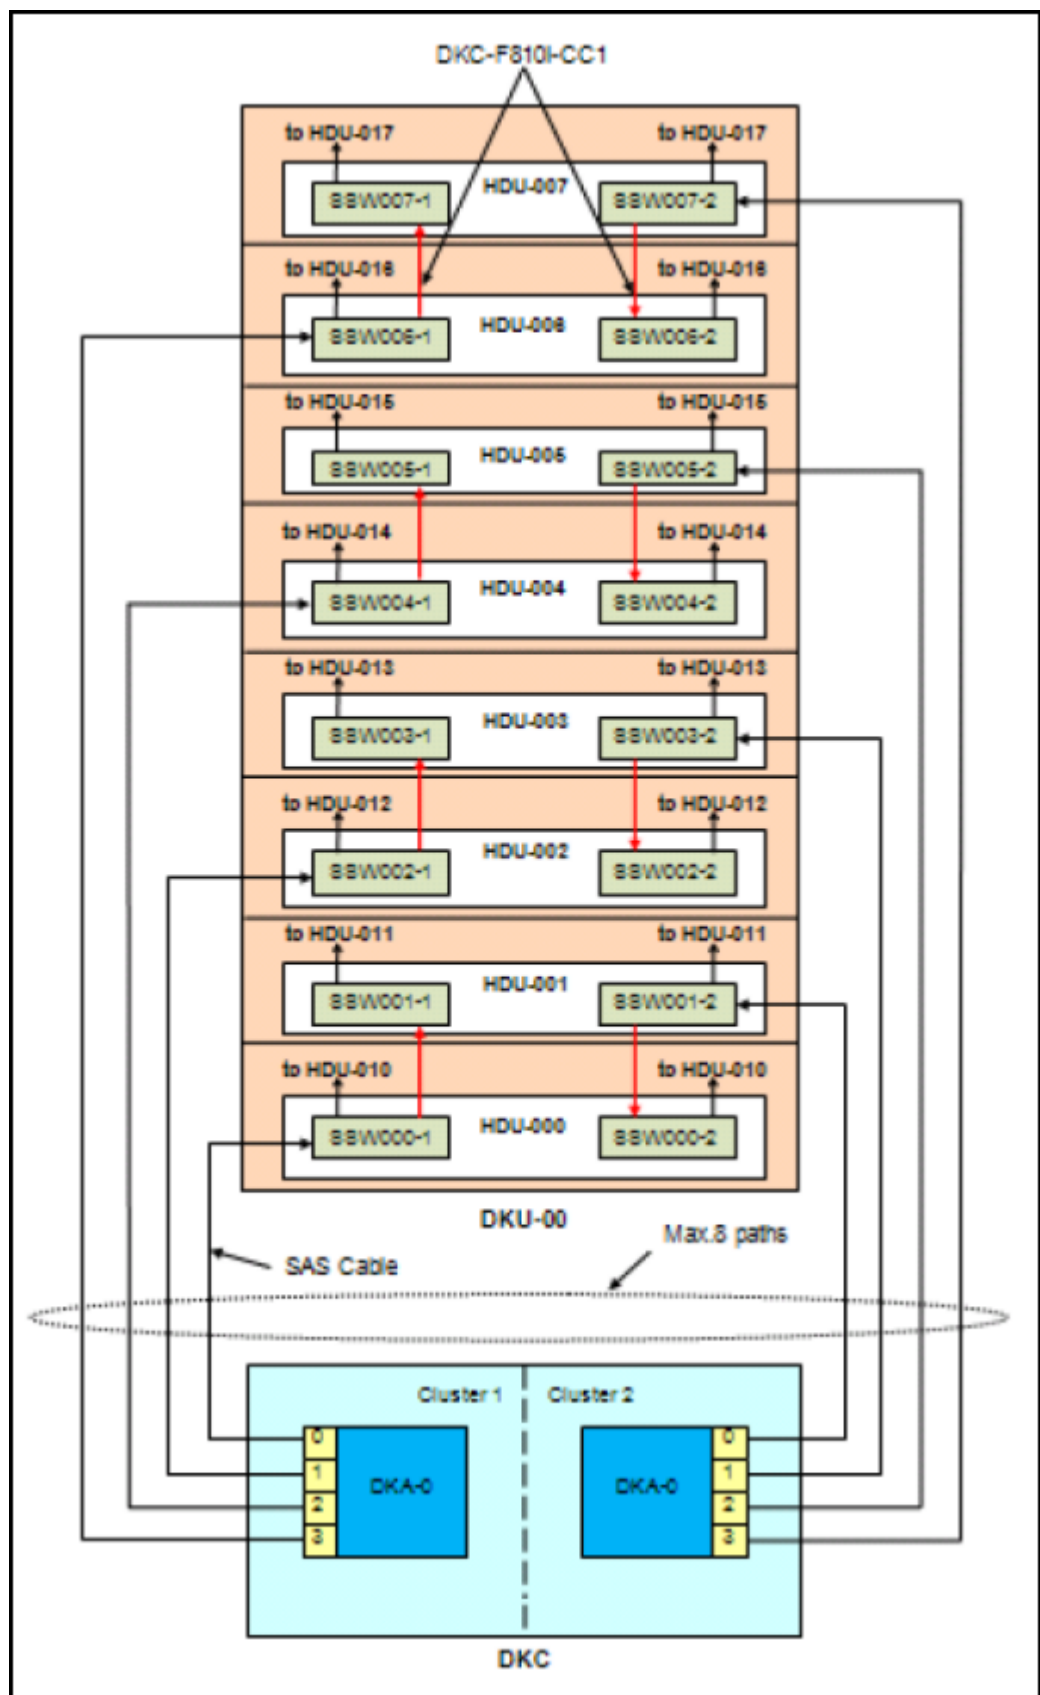 DKC-F810I-CC1
to HDU-017 to HDU-017
HDU-007
SSW007-1 SSW007-2
to HDU-016 to HDU-016
HDU-006
SSW006-1 SSW006-2
to HDU-015 to HDU-015
HDU-005
SSW005-1 SSW005-2
to HDU-014 to HDU-014
HDU-004
SSW004-1 SSW004-2
to HDU-013 to HDU-013
HDU-003
SSW003-1 SSW003-2
to HDU-012 to HDU-012
HDU-002
SSW002-1 SSW002-2
to HDU-011 to HDU-011
HDU-001
SSW001-1 SSW001-2
to HDU-010 to HDU-010
HDU-000
SSW000-1 SSW000-2
DKU-00
Max.8 paths
SAS Cable
Cluster 1 Cluster 2
0 0
1 1
DKA-0 DKA-0
2 2
3 3
DKC